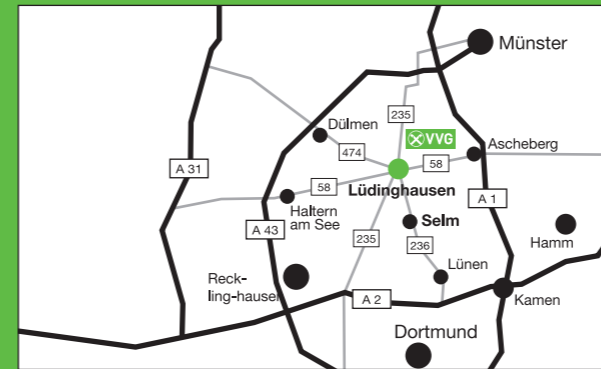 Münster
235
VVG
Dülmen
Ascheberg
474
58
A 31
58
Lüdinghausen
A 1
Haltern
am See
Selm
A 43
235
236
Hamm
Reck-
ling-hausen
Lünen
A 2
Kamen
Dortmund